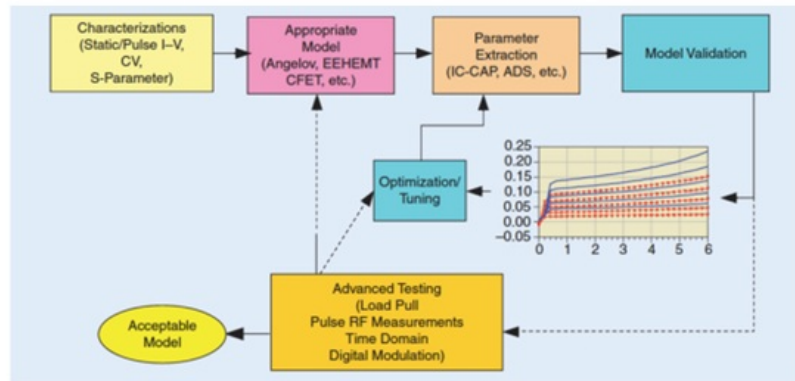 Characterizations
(Static/Pulse I–V,
CV,
S-Parameter)
Appropriate
Model
(Angelov, EEHEMT
CFET, etc.)
Parameter
Extraction
(IC-CAP, ADS, etc.)
Model Validation
Optimization/
Tuning
0.25
0.20
0.15
0.10
0.05
0.00
–0.05
0 1 2 3 4 5 6
Advanced Testing
(Load Pull
Pulse RF Measurements
Time Domain
Digital Modulation)
Acceptable
Model